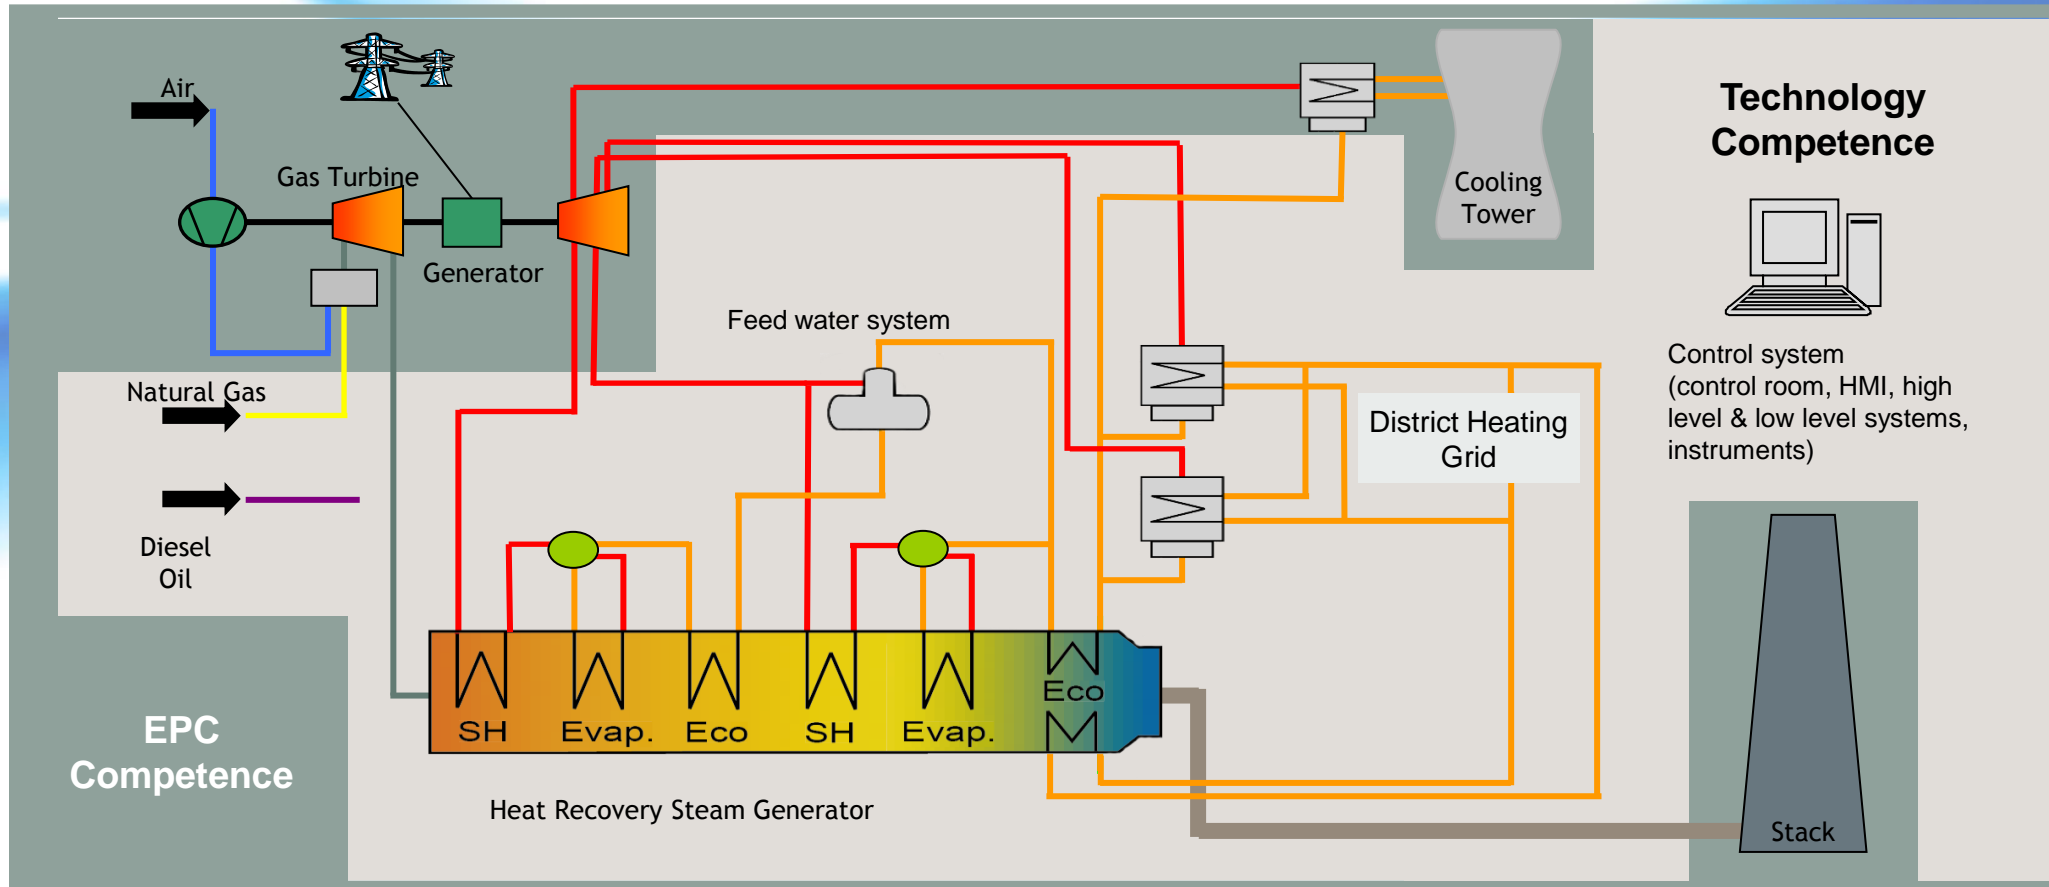 Air
Gas Turbine
Generator
Cooling
Tower
Technology
Competence
Feed water system
Control system
(control room, HMI, high
level & low level systems,
instruments)
Natural Gas
District Heating
Grid
Diesel
Oil
SH
Evap.
Eco
SH
Evap.
Eco
EPC
Competence
Heat Recovery Steam Generator
Stack